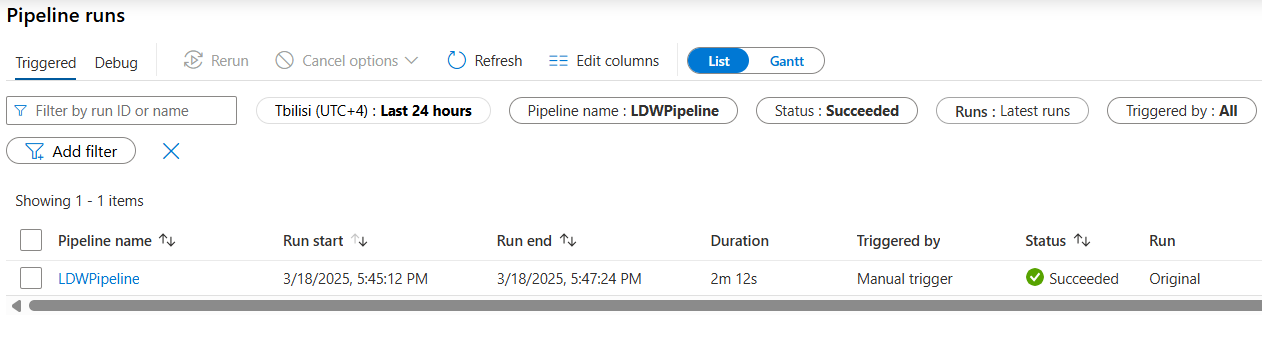 Pipeline runs
Triggered Debug Rerun Cancel options Refresh Edit columns List Gantt
Filter by run ID or name Tbilisi (UTC+4) : Last 24 hours Pipeline name : LDWPipeline Status : Succeeded Runs : Latest runs Triggered by : All
Add filter
Showing 1 - 1 items
Pipeline name Run start Run end Duration Triggered by Status Run
LDWPipeline 3/18/2025, 5:45:12 PM 3/18/2025, 5:47:24 PM 2m 12s Manual trigger Succeeded Original